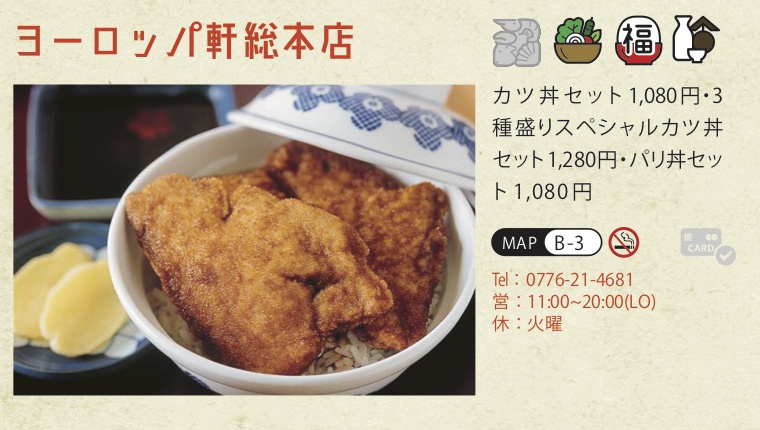 ヨーロッパ軒総本店
福
カツ丼セット1,080円・3
種盛りスペシャルカツ丼
セット1,280円・パリ丼セッ
ト1,080円
MAP B-3
CARD
Tel：0776-21-4681
営：11:00~20:00(LO)
休：火曜